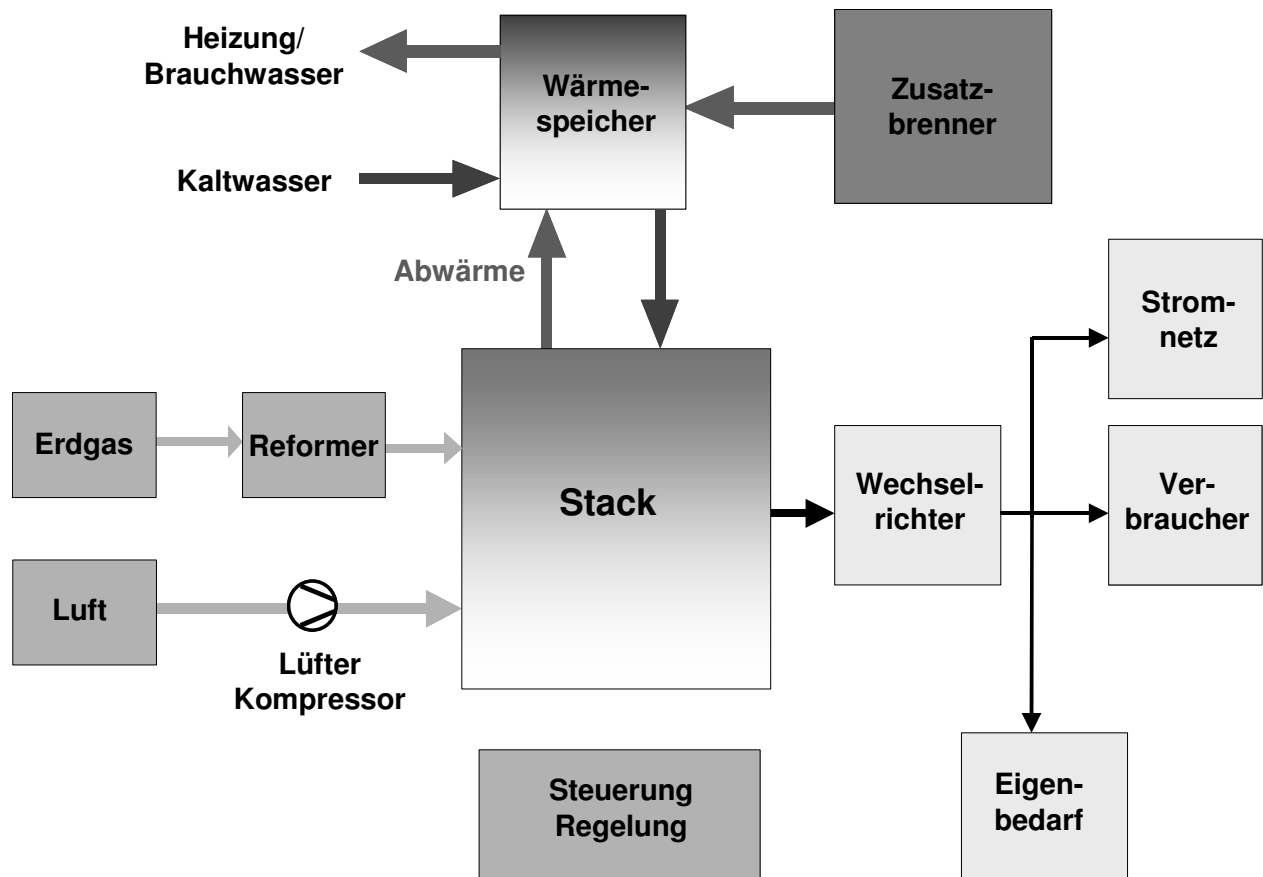 Heizung/
Brauchwasser
Wärme-
speicher
Zusatz-
brenner
Kaltwasser
Abwärme
Strom-
netz
Erdgas
Reformer
Stack
Wechsel-
richter
Ver-
braucher
Luft
Lüfter
Kompressor
Steuerung
Regelung
Eigen-
bedarf